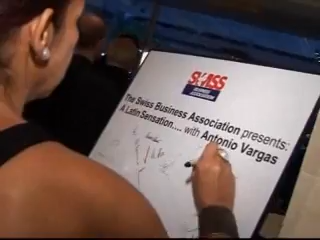 SWISS
BUSINESS
ASSOCIATION
The Swiss Business Association presents:
A Latin Sensation.... with Antonio Vargas